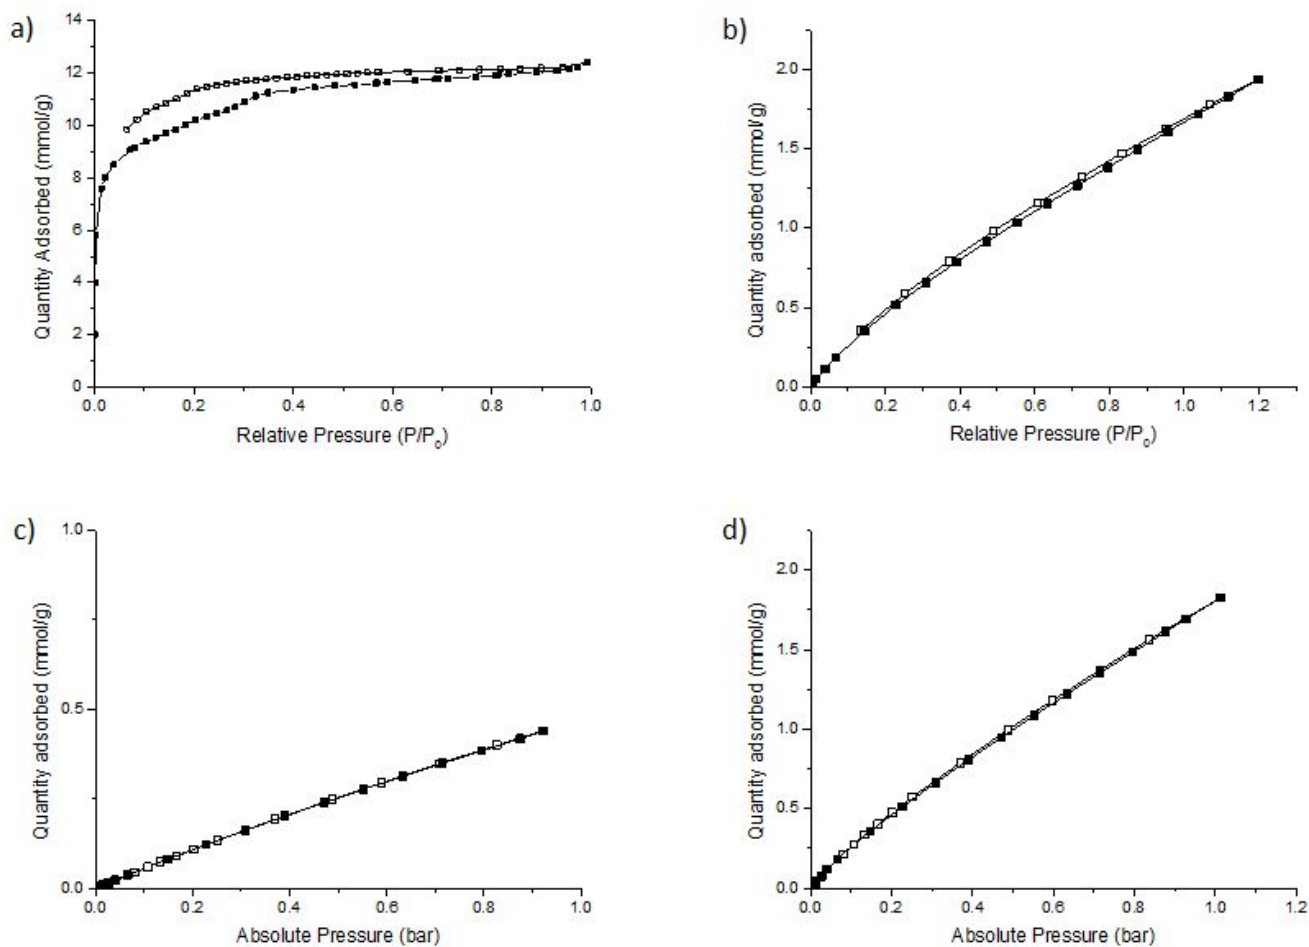 a)
Quantity Adsorbed (mmol/g)
14
12
10
8
6
4
2
0
0.0 0.2 0.4 0.6 0.8 1.0
Relative Pressure (P/P₀)
b)
Quantity adsorbed (mmol/g)
2.0
1.5
1.0
0.5
0.0
0.0 0.2 0.4 0.6 0.8 1.0 1.2
Relative Pressure (P/P₀)
c)
Quantity adsorbed (mmol/g)
1.0
0.5
0.0
0.0 0.2 0.4 0.6 0.8 1.0
Absolute Pressure (bar)
d)
Quantity adsorbed (mmol/g)
2.0
1.5
1.0
0.5
0.0
0.0 0.2 0.4 0.6 0.8 1.0 1.2
Absolute Pressure (bar)